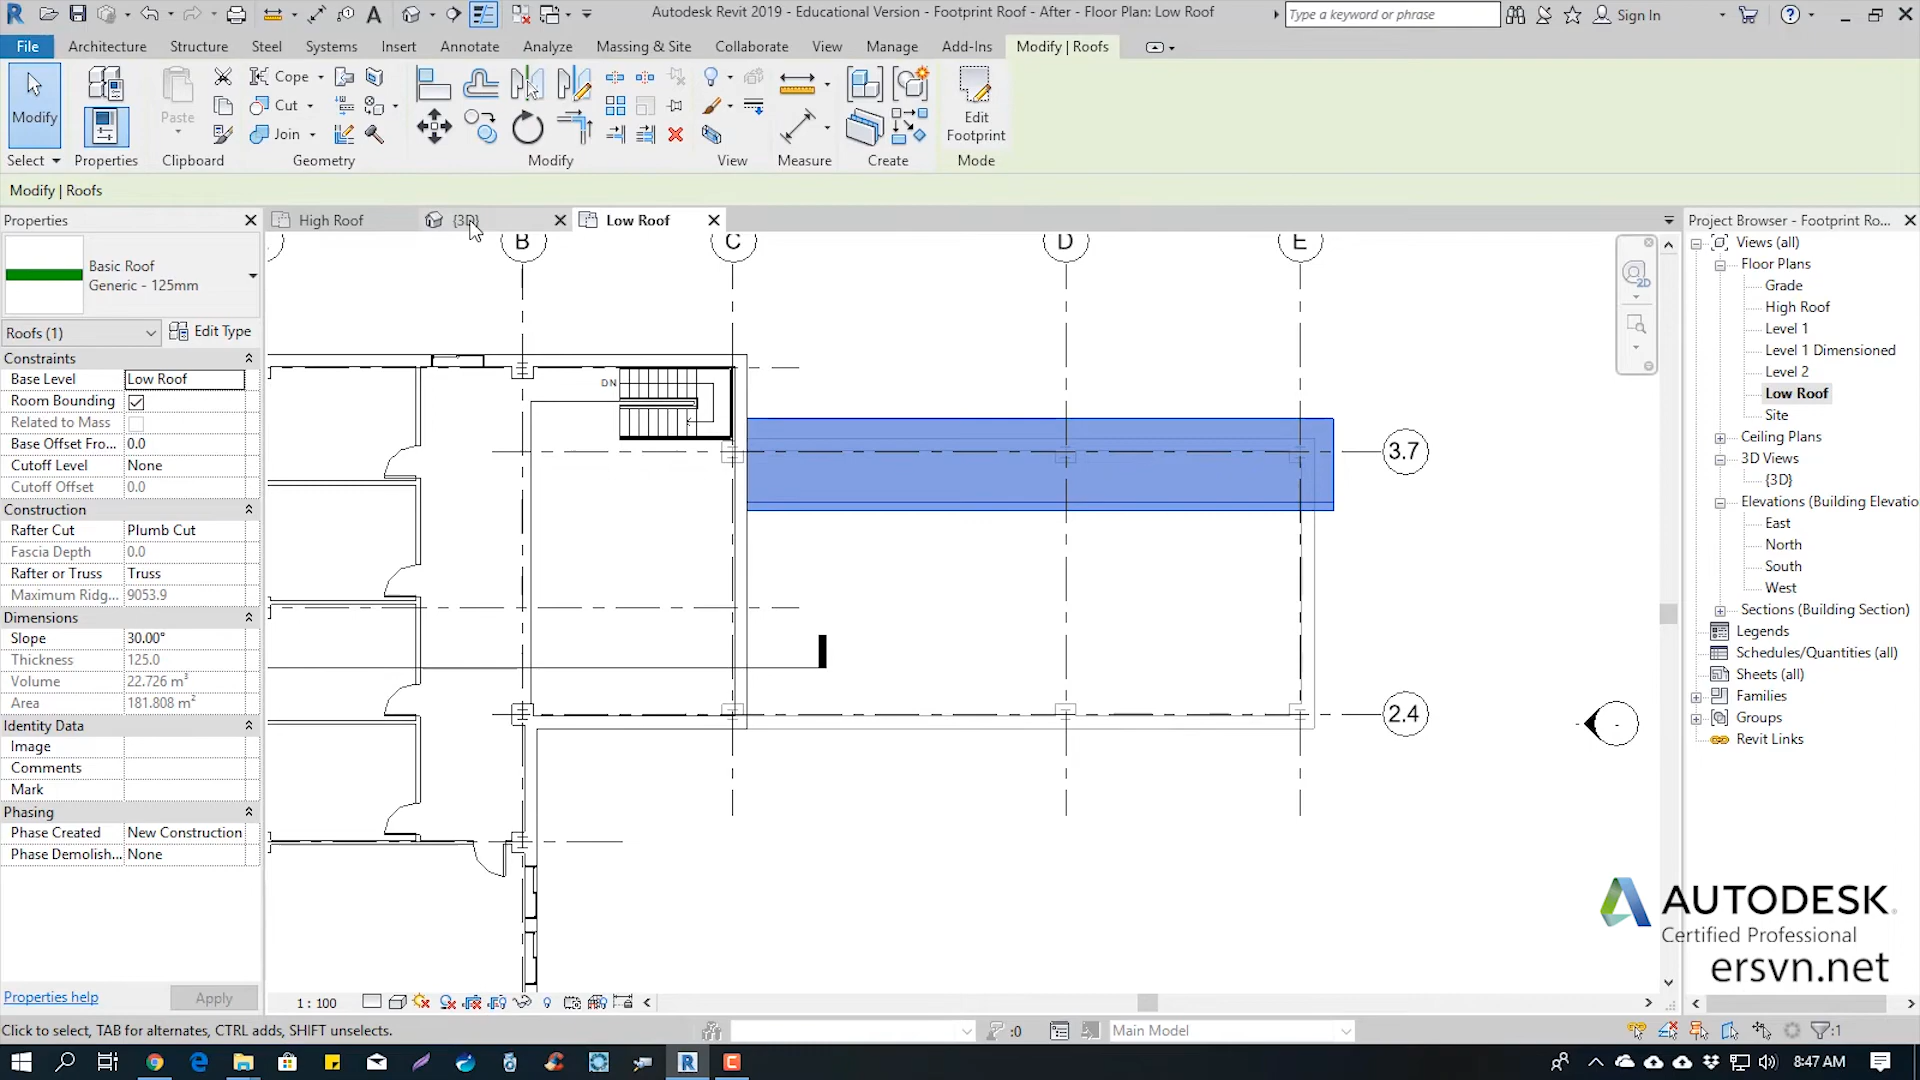 Autodesk Revit 2019 - Educational Version - Footprint Roof - After - Floor Plan: Low Roof
Type a keyword or phrase
Sign In
File
Architecture
Structure
Steel
Systems
Insert
Annotate
Analyze
Massing & Site
Collaborate
View
Manage
Add-Ins
Modify | Roofs
Modify
Paste
Cope
Cut
Join
Edit
Footprint
Select
Properties
Clipboard
Geometry
Modify
View
Measure
Create
Mode
Modify | Roofs
Properties
Basic Roof
Generic - 125mm
Roofs (1)
Edit Type
Constraints
Base Level Low Roof
Room Bounding
Related to Mass
Base Offset Fro... 0.0
Cutoff Level None
Cutoff Offset 0.0
Construction
Rafter Cut Plumb Cut
Fascia Depth 0.0
Rafter or Truss Truss
Maximum Ridg... 9053.9
Dimensions
Slope 30.00°
Thickness 125.0
Volume 22.726 m³
Area 181.808 m²
Identity Data
Image
Comments
Mark
Phasing
Phase Created New Construction
Phase Demolish... None
Properties help
Apply
High Roof
{3D}
Low Roof
B
C
D
E
DN
3.7
2.4
2D
1 : 100
Project Browser - Footprint Ro...
Views (all)
Floor Plans
Grade
High Roof
Level 1
Level 1 Dimensioned
Level 2
Low Roof
Site
Ceiling Plans
3D Views
{3D}
Elevations (Building Elevatio
East
North
South
West
Sections (Building Section)
Legends
Schedules/Quantities (all)
Sheets (all)
Families
Groups
Revit Links
AUTODESK
Certified Professional
ersvn.net
Click to select, TAB for alternates, CTRL adds, SHIFT unselects.
:0
Main Model
:1
8:47 AM